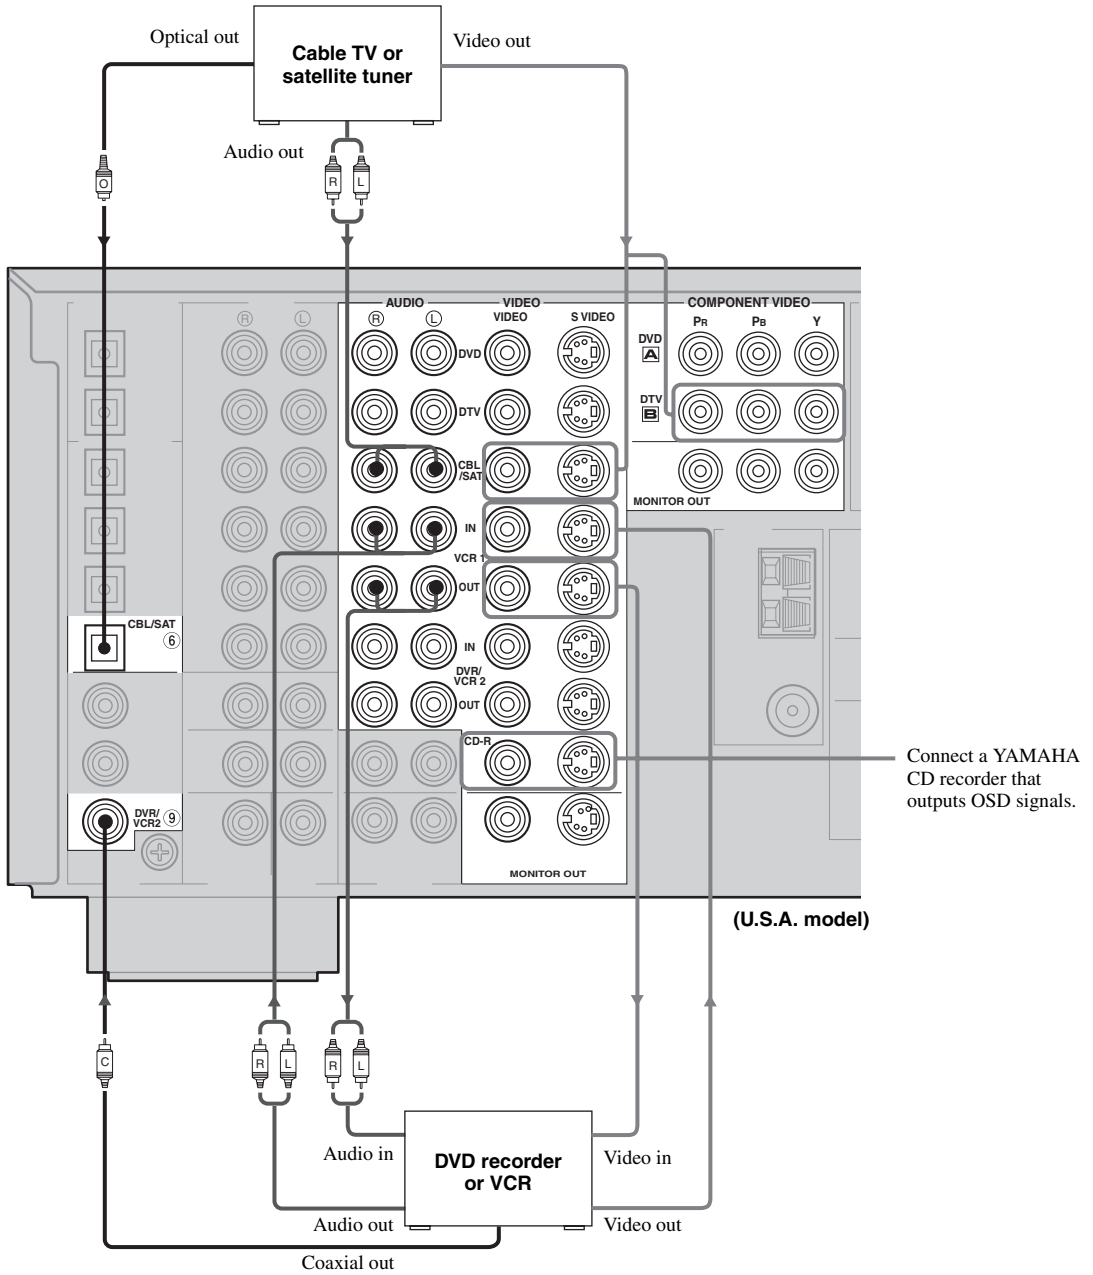 Optical out
Cable TV or
satellite tuner
Video out
Audio out
O
R
L
AUDIO
VIDEO
COMPONENT VIDEO
R
L
R
L
VIDEO
S VIDEO
PR
PB
Y
DVD
DVD
A
DTV
DTV
B
CBL
/SAT
MONITOR OUT
IN
VCR 1
OUT
CBL/SAT
6
IN
DVR/
VCR 2
OUT
CD-R
Connect a YAMAHA
CD recorder that
outputs OSD signals.
DVR/
VCR2
9
MONITOR OUT
(U.S.A. model)
C
R
L
R
L
Audio in
DVD recorder
or VCR
Video in
Audio out
Video out
Coaxial out